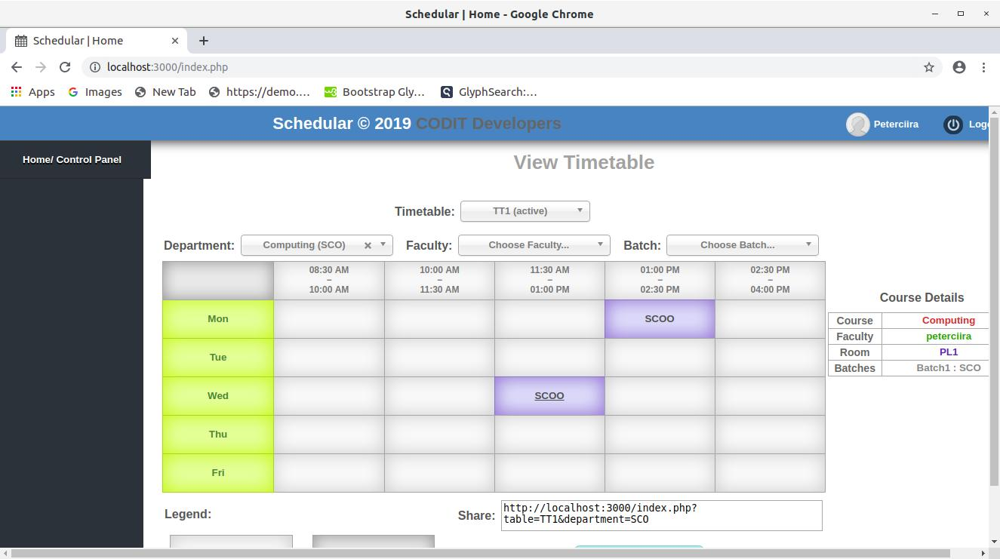 Schedular | Home - Google Chrome
Schedular | Home
localhost:3000/index.php
Apps Images New Tab https://demo.... Bootstrap Gly... GlyphSearch:...
Schedular © 2019 CODIT Developers Peterciira
Home/ Control Panel
View Timetable
Timetable: TT1 (active)
Department: Computing (SCO) Faculty: Choose Faculty... Batch: Choose Batch...
08:30 AM – 10:00 AM 10:00 AM – 11:30 AM 11:30 AM – 01:00 PM 01:00 PM – 02:30 PM 02:30 PM – 04:00 PM
Mon SCOO
Tue
Wed SCOO
Thu
Fri
Course Details
Course Computing
Faculty peterciira
Room PL1
Batches Batch1 : SCO
Legend:
Share: http://localhost:3000/index.php?
table=TT1&department=SCO